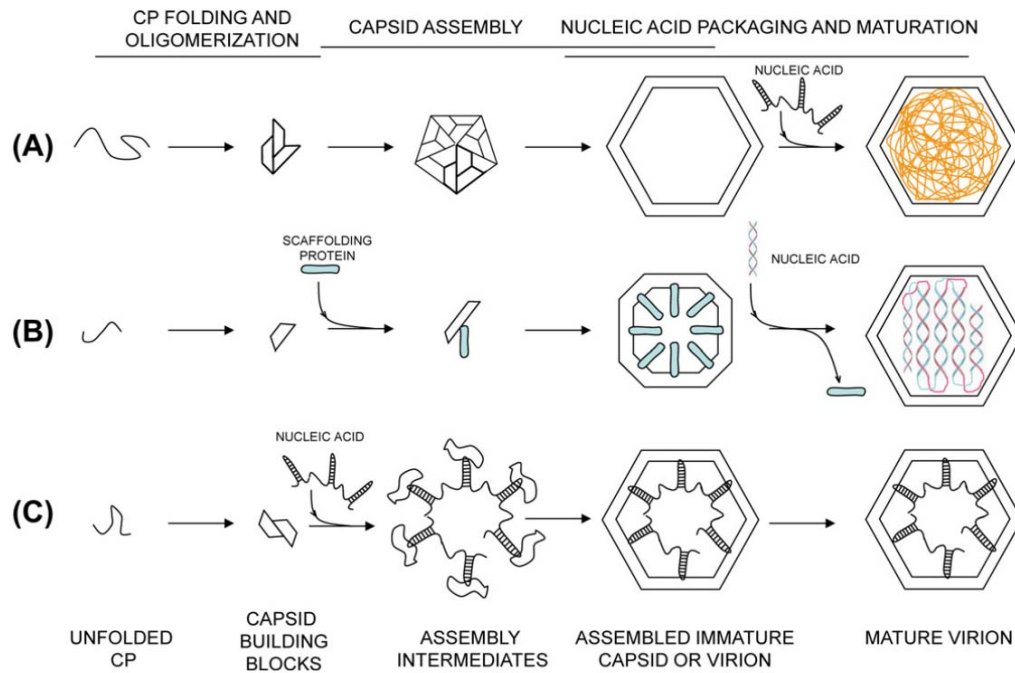 CP FOLDING AND
OLIGOMERIZATION
CAPSID ASSEMBLY
NUCLEIC ACID PACKAGING AND MATURATION
(A)
NUCLEIC ACID
(B)
SCAFFOLDING
PROTEIN
NUCLEIC ACID
(C)
NUCLEIC ACID
UNFOLDED
CP
CAPSID
BUILDING
BLOCKS
ASSEMBLY
INTERMEDIATES
ASSEMBLED IMMATURE
CAPSID OR VIRION
MATURE VIRION